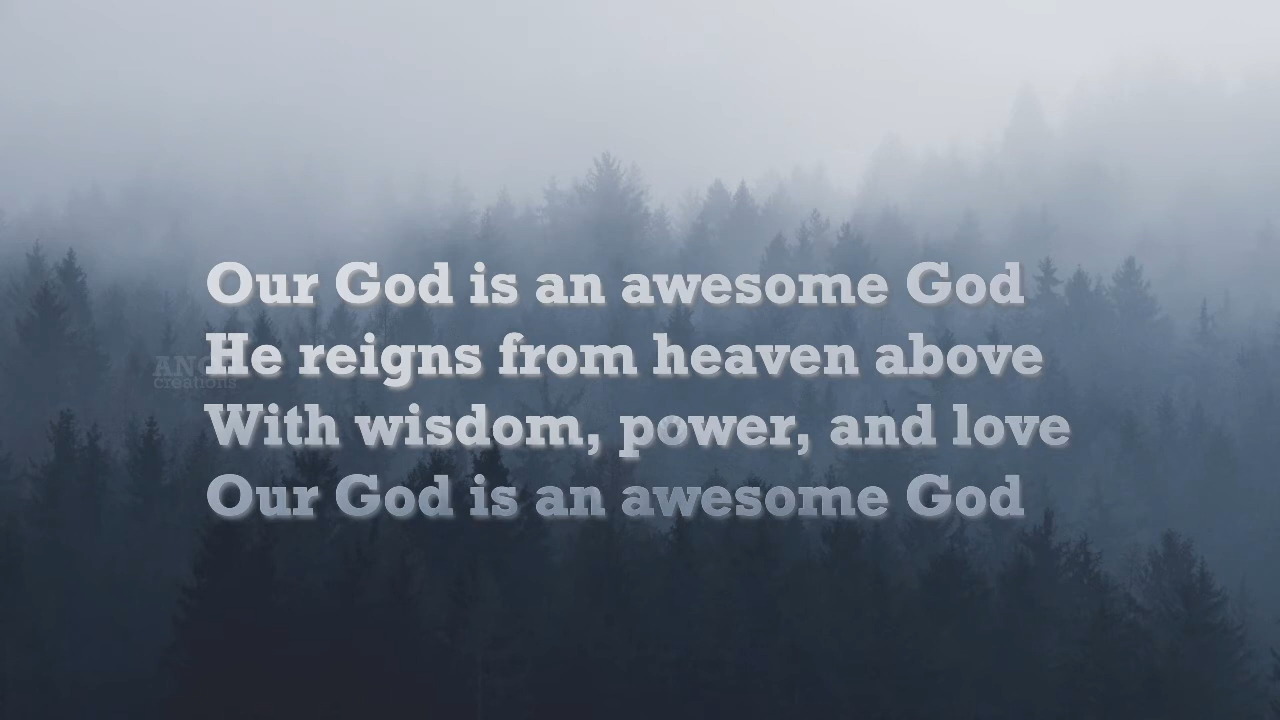 Our God is an awesome God
He reigns from heaven above
With wisdom, power, and love
Our God is an awesome God
creations